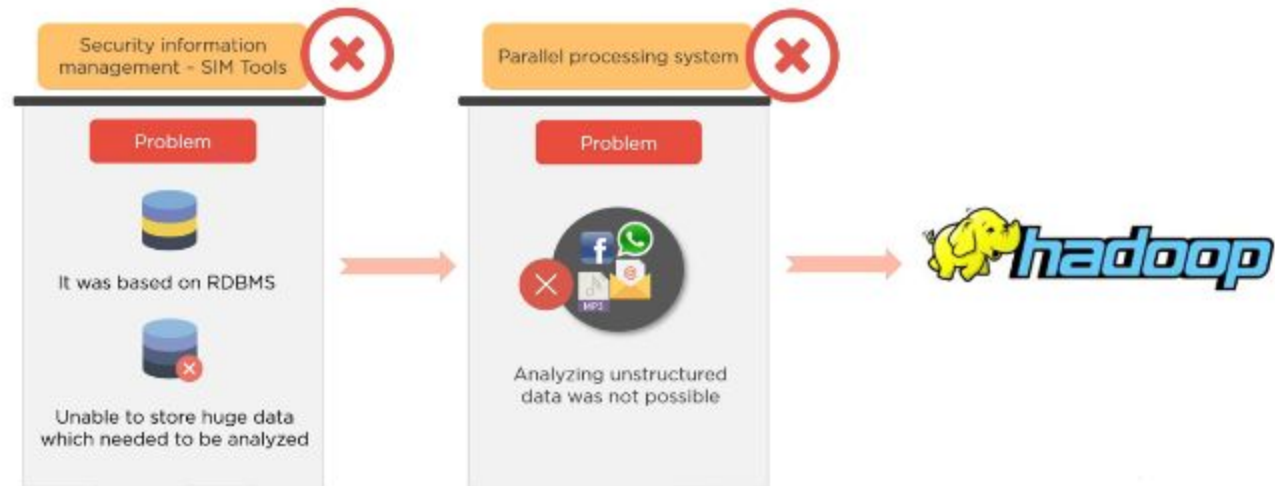 Security information
management - SIM Tools
Problem
It was based on RDBMS
Unable to store huge data
which needed to be analyzed
Parallel processing system
Problem
MP3
Analyzing unstructured
data was not possible
hadoop